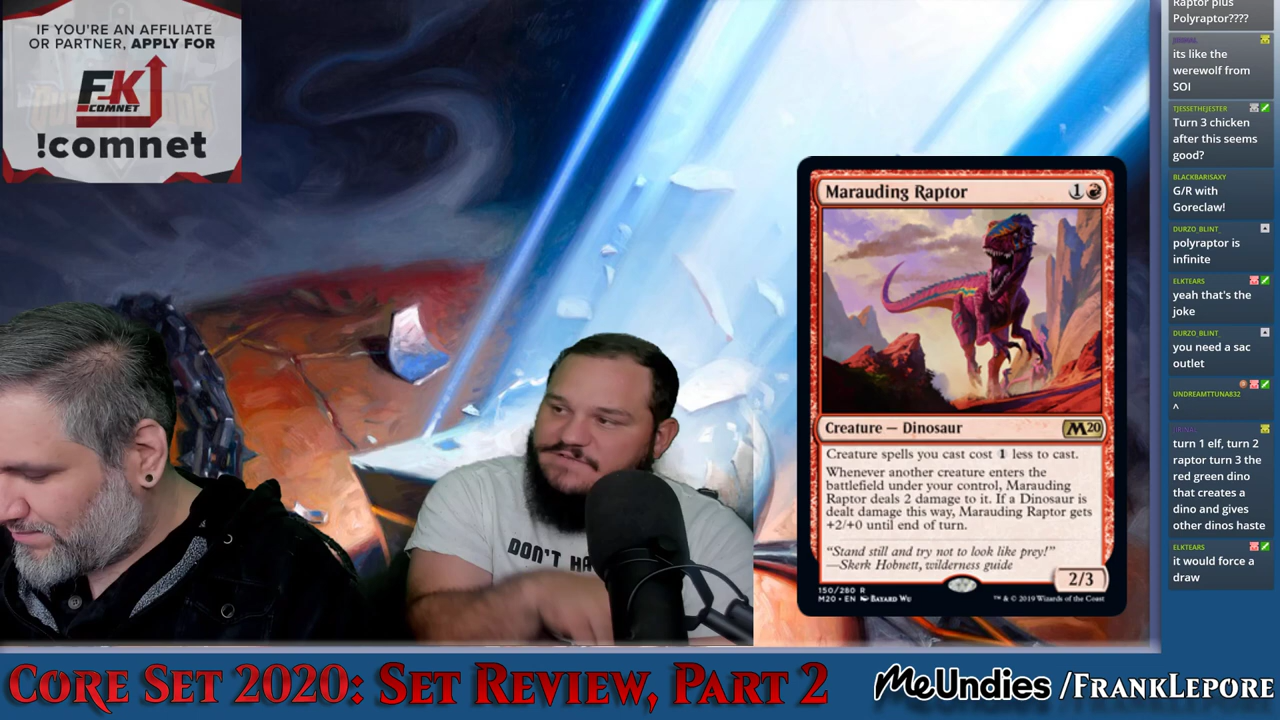 IF YOU'RE AN AFFILIATE
OR PARTNER, APPLY FOR
FK
COMNET
!comnet
Marauding Raptor
1
Creature — Dinosaur
M20
Creature spells you cast cost 1 less to cast.
Whenever another creature enters the
battlefield under your control, Marauding
Raptor deals 2 damage to it. If a Dinosaur is
dealt damage this way, Marauding Raptor gets
+2/+0 until end of turn.
"Stand still and try not to look like prey!"
—Skerk Hobnett, wilderness guide
2/3
150/280 R
M20 • EN BAYARD WU
™ & © 2019 Wizards of the Coast
DON'T HA
Raptor plus
Polyraptor????
its like the
werewolf from
SOI
TJESSETHEJESTER
Turn 3 chicken
after this seems
good?
BLACKBARISAXY
G/R with
Goreclaw!
DURZO_BLINT_
polyraptor is
infinite
ELKTEARS
yeah that's the
joke
DURZO_BLINT_
you need a sac
outlet
UNDREAMTTUNA832
^
turn 1 elf, turn 2
raptor turn 3 the
red green dino
that creates a
dino and gives
other dinos haste
ELKTEARS
it would force a
draw
CORE SET 2020: SET REVIEW, PART 2
MeUndies /FRANKLEPORE